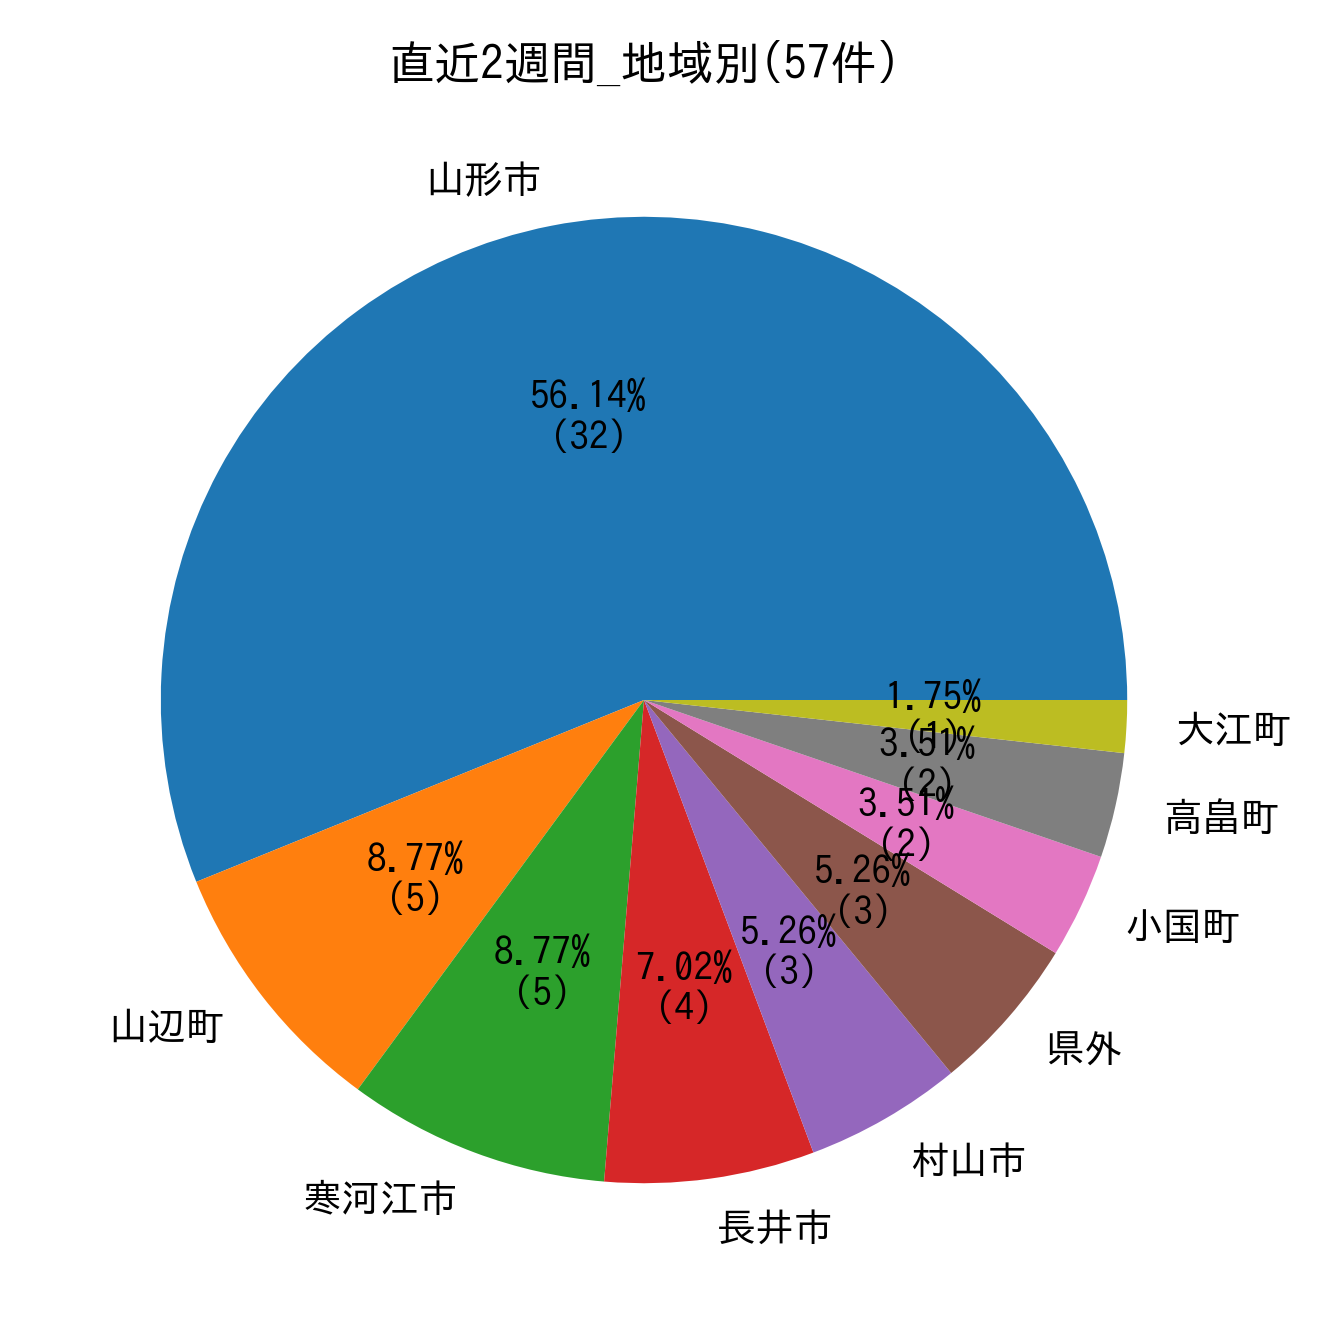 直近2週間_地域別(57件)
山形市
56.14%
(32)
山辺町
8.77%
(5)
寒河江市
8.77%
(5)
長井市
7.02%
(4)
村山市
5.26%
(3)
県外
5.26%
(3)
小国町
3.51%
(2)
高畠町
3.51%
(2)
大江町
1.75%
(1)